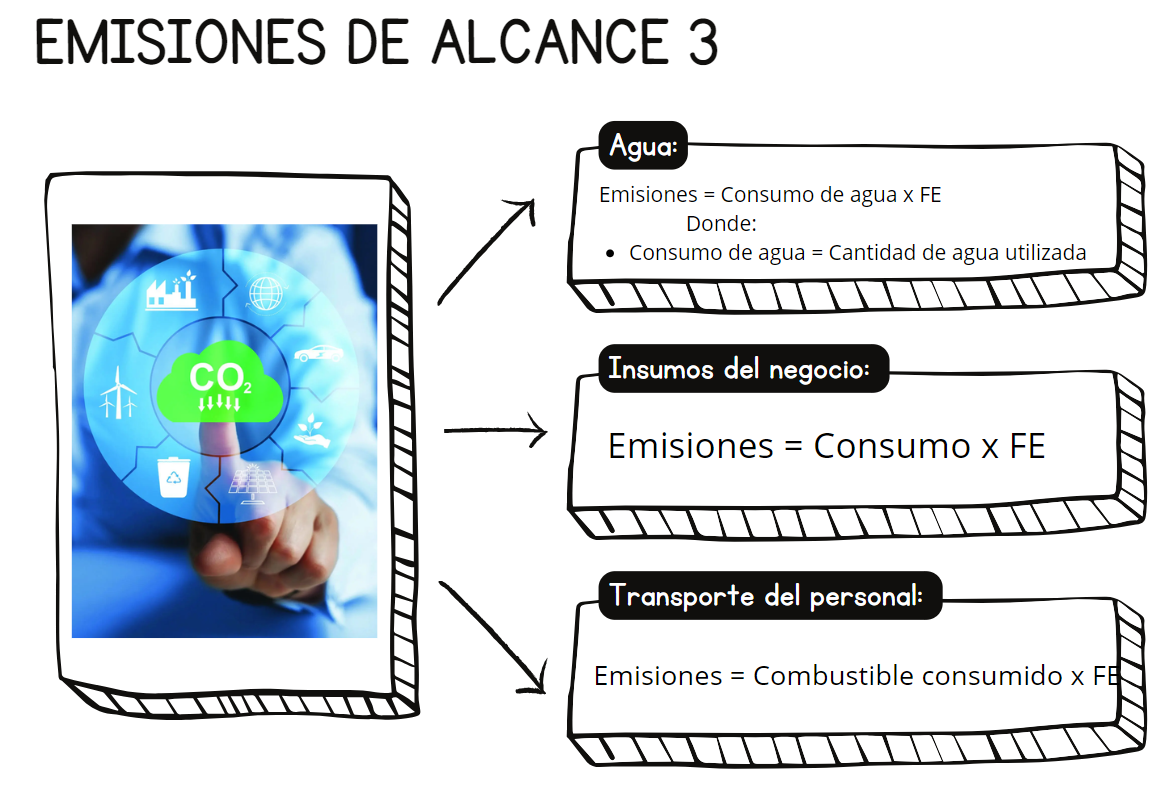 EMISIONES DE ALCANCE 3
CO2
Agua:
Emisiones = Consumo de agua x FE
Donde:
• Consumo de agua = Cantidad de agua utilizada
Insumos del negocio:
Emisiones = Consumo x FE
Transporte del personal:
Emisiones = Combustible consumido x FE